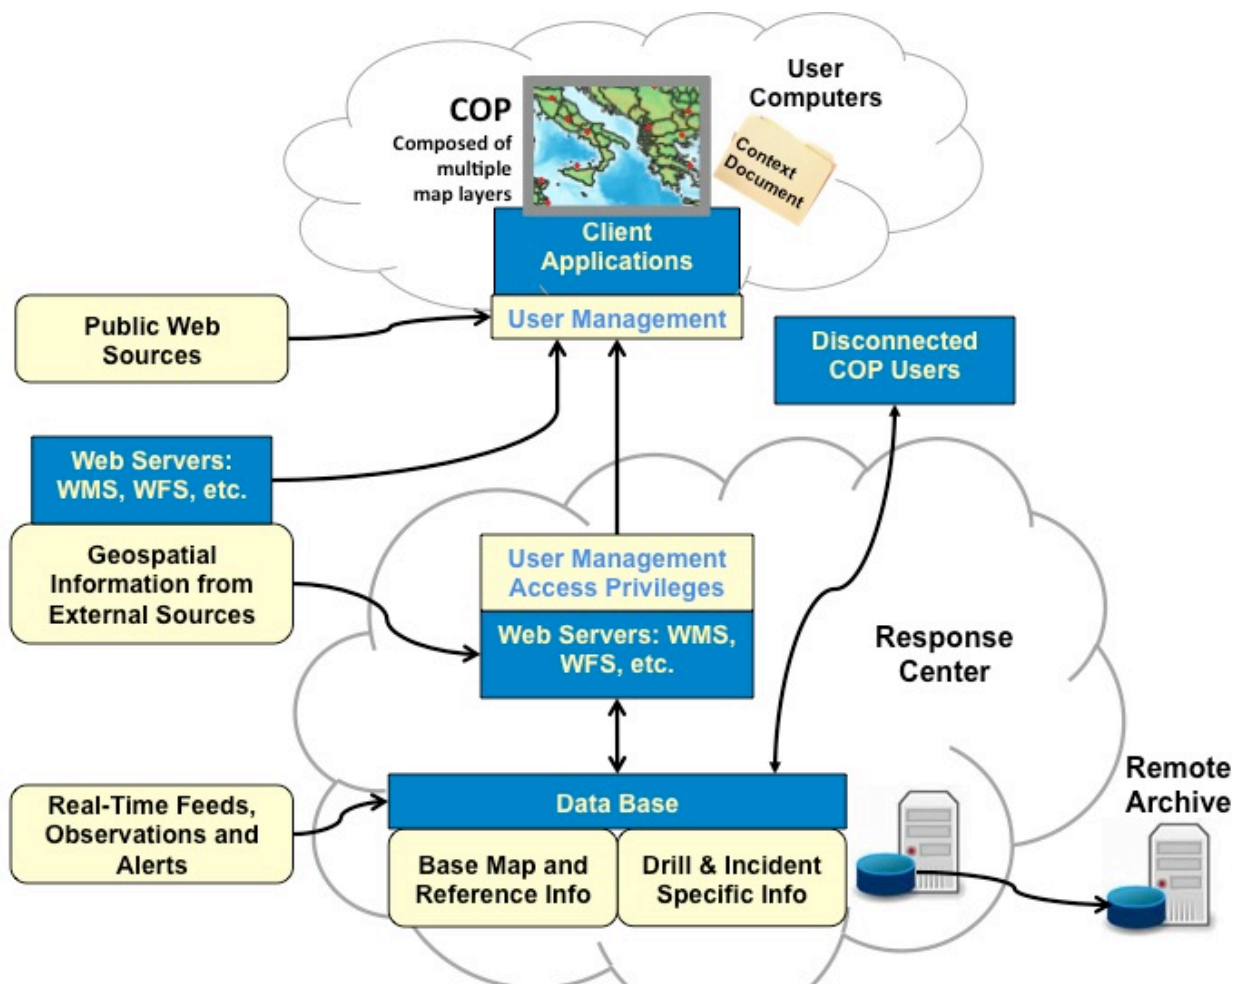 User
Computers
COP
Composed of
multiple
map layers
Context
Document
Client
Applications
User Management
Public Web
Sources
Disconnected
COP Users
Web Servers:
WMS, WFS, etc.
Geospatial
Information from
External Sources
User Management
Access Privileges
Web Servers: WMS,
WFS, etc.
Response
Center
Real-Time Feeds,
Observations and
Alerts
Data Base
Base Map and
Reference Info
Drill & Incident
Specific Info
Remote
Archive